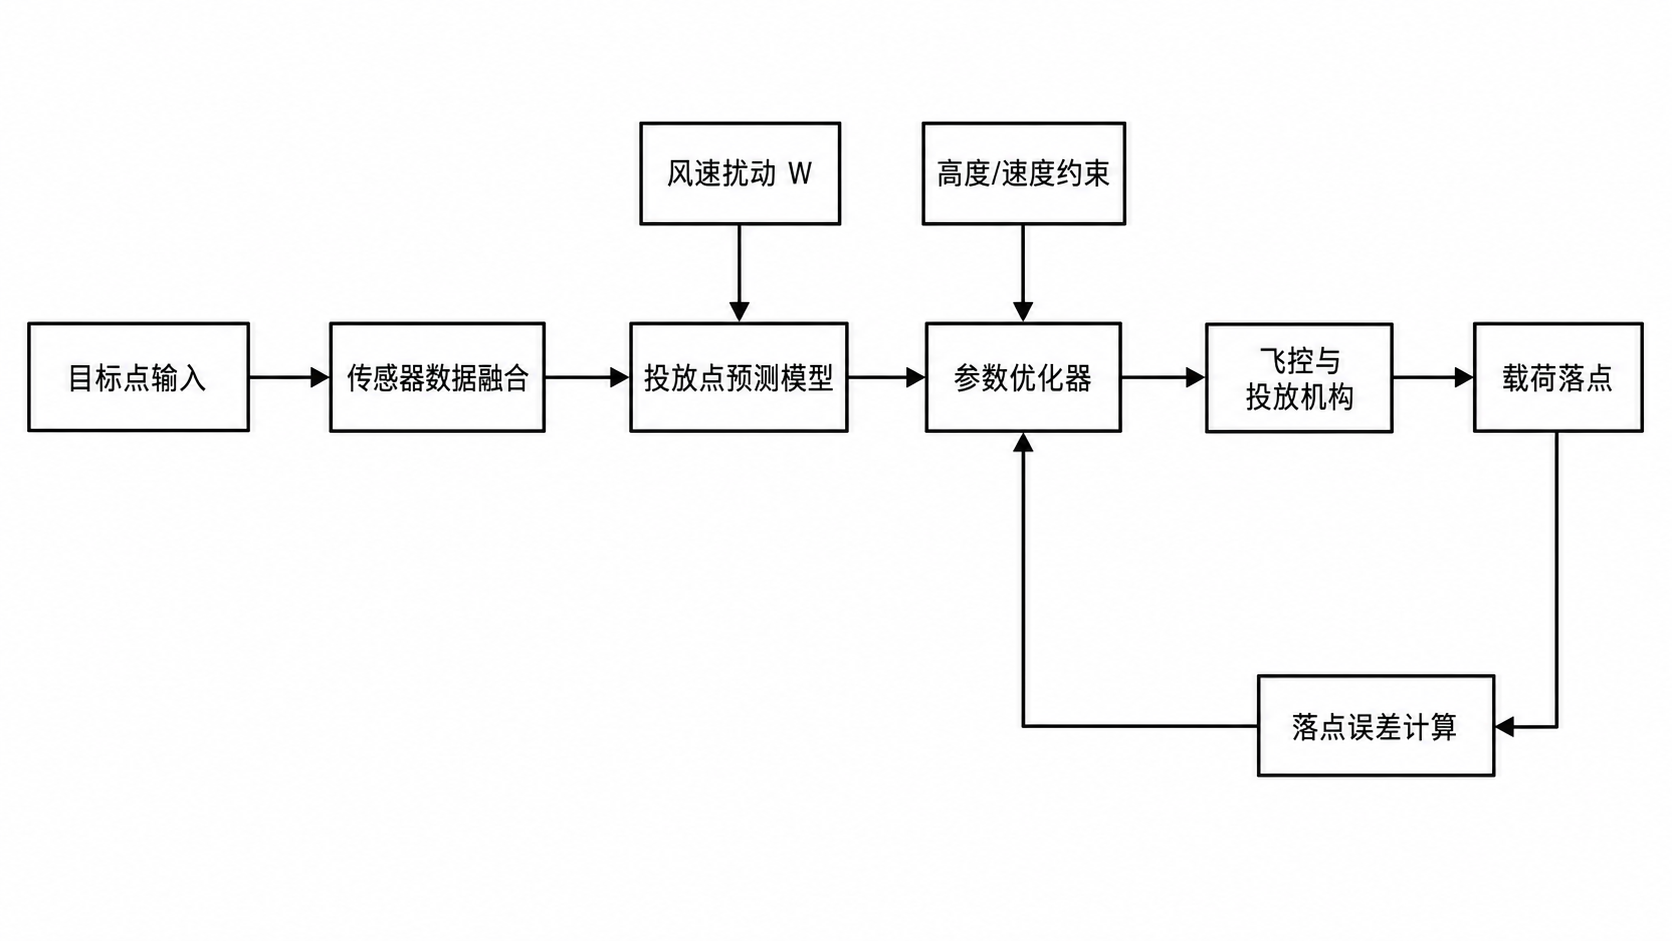 风速扰动 W
高度/速度约束
目标点输入
传感器数据融合
投放点预测模型
参数优化器
飞控与
投放机构
载荷落点
落点误差计算